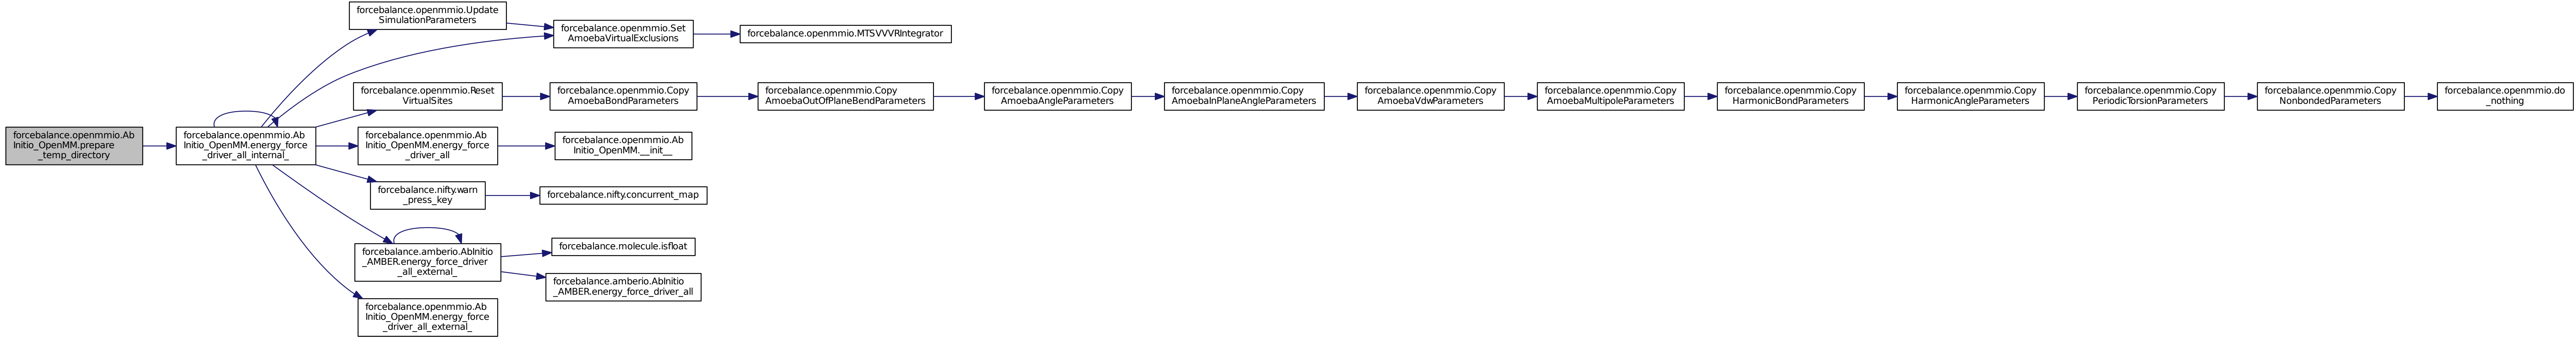 forcebalance.openmmio.Ab
Initio_OpenMM.prepare
_temp_directory
forcebalance.openmmio.Ab
Initio_OpenMM.energy_force
_driver_all_internal_
forcebalance.openmmio.Update
SimulationParameters
forcebalance.openmmio.Set
AmoebaVirtualExclusions
forcebalance.openmmio.MTSVVVRIntegrator
forcebalance.openmmio.Reset
VirtualSites
forcebalance.openmmio.Copy
AmoebaBondParameters
forcebalance.openmmio.Copy
AmoebaOutOfPlaneBendParameters
forcebalance.openmmio.Copy
AmoebaAngleParameters
forcebalance.openmmio.Copy
AmoebaInPlaneAngleParameters
forcebalance.openmmio.Copy
AmoebaVdwParameters
forcebalance.openmmio.Copy
AmoebaMultipoleParameters
forcebalance.openmmio.Copy
HarmonicBondParameters
forcebalance.openmmio.Copy
HarmonicAngleParameters
forcebalance.openmmio.Copy
PeriodicTorsionParameters
forcebalance.openmmio.Copy
NonbondedParameters
forcebalance.openmmio.do
_nothing
forcebalance.openmmio.Ab
Initio_OpenMM.energy_force
_driver_all
forcebalance.openmmio.Ab
Initio_OpenMM.__init__
forcebalance.nifty.warn
_press_key
forcebalance.nifty.concurrent_map
forcebalance.amberio.AbInitio
_AMBER.energy_force_driver
_all_external_
forcebalance.molecule.isfloat
forcebalance.amberio.AbInitio
_AMBER.energy_force_driver_all
forcebalance.openmmio.Ab
Initio_OpenMM.energy_force
_driver_all_external_